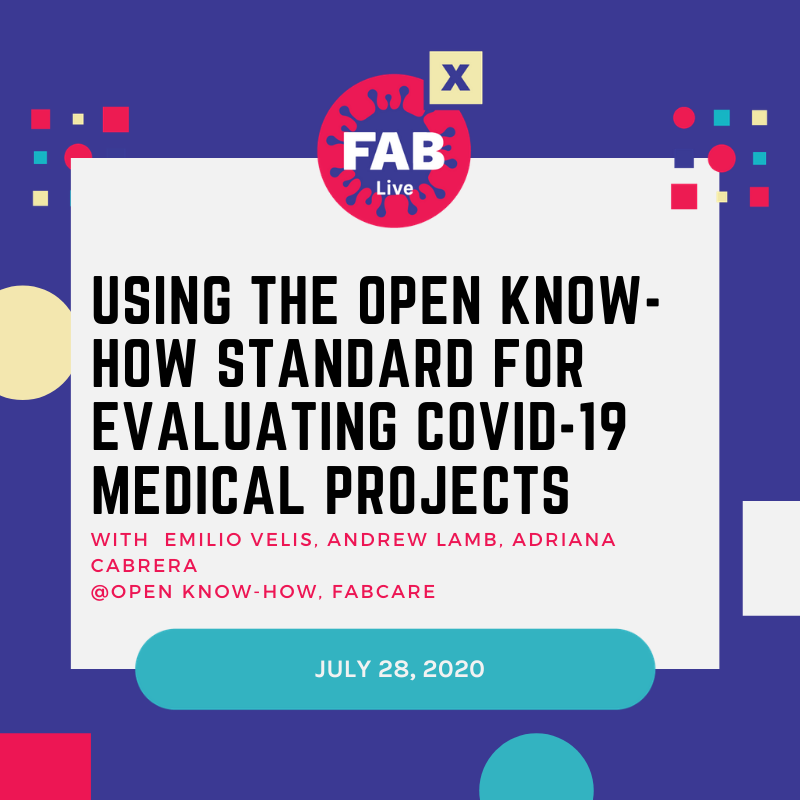 X
FAB
Live
USING THE OPEN KNOW-
HOW STANDARD FOR
EVALUATING COVID-19
MEDICAL PROJECTS
WITH EMILIO VELIS, ANDREW LAMB, ADRIANA
CABRERA
@OPEN KNOW-HOW, FABCARE
JULY 28, 2020